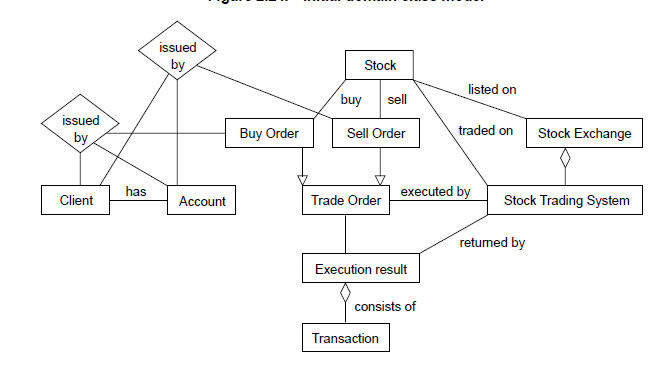 issued
by
Stock
listed on
buy
sell
issued
by
Buy Order
Sell Order
traded on
Stock Exchange
has
executed by
Client
Account
Trade Order
Stock Trading System
returned by
Execution result
consists of
Transaction